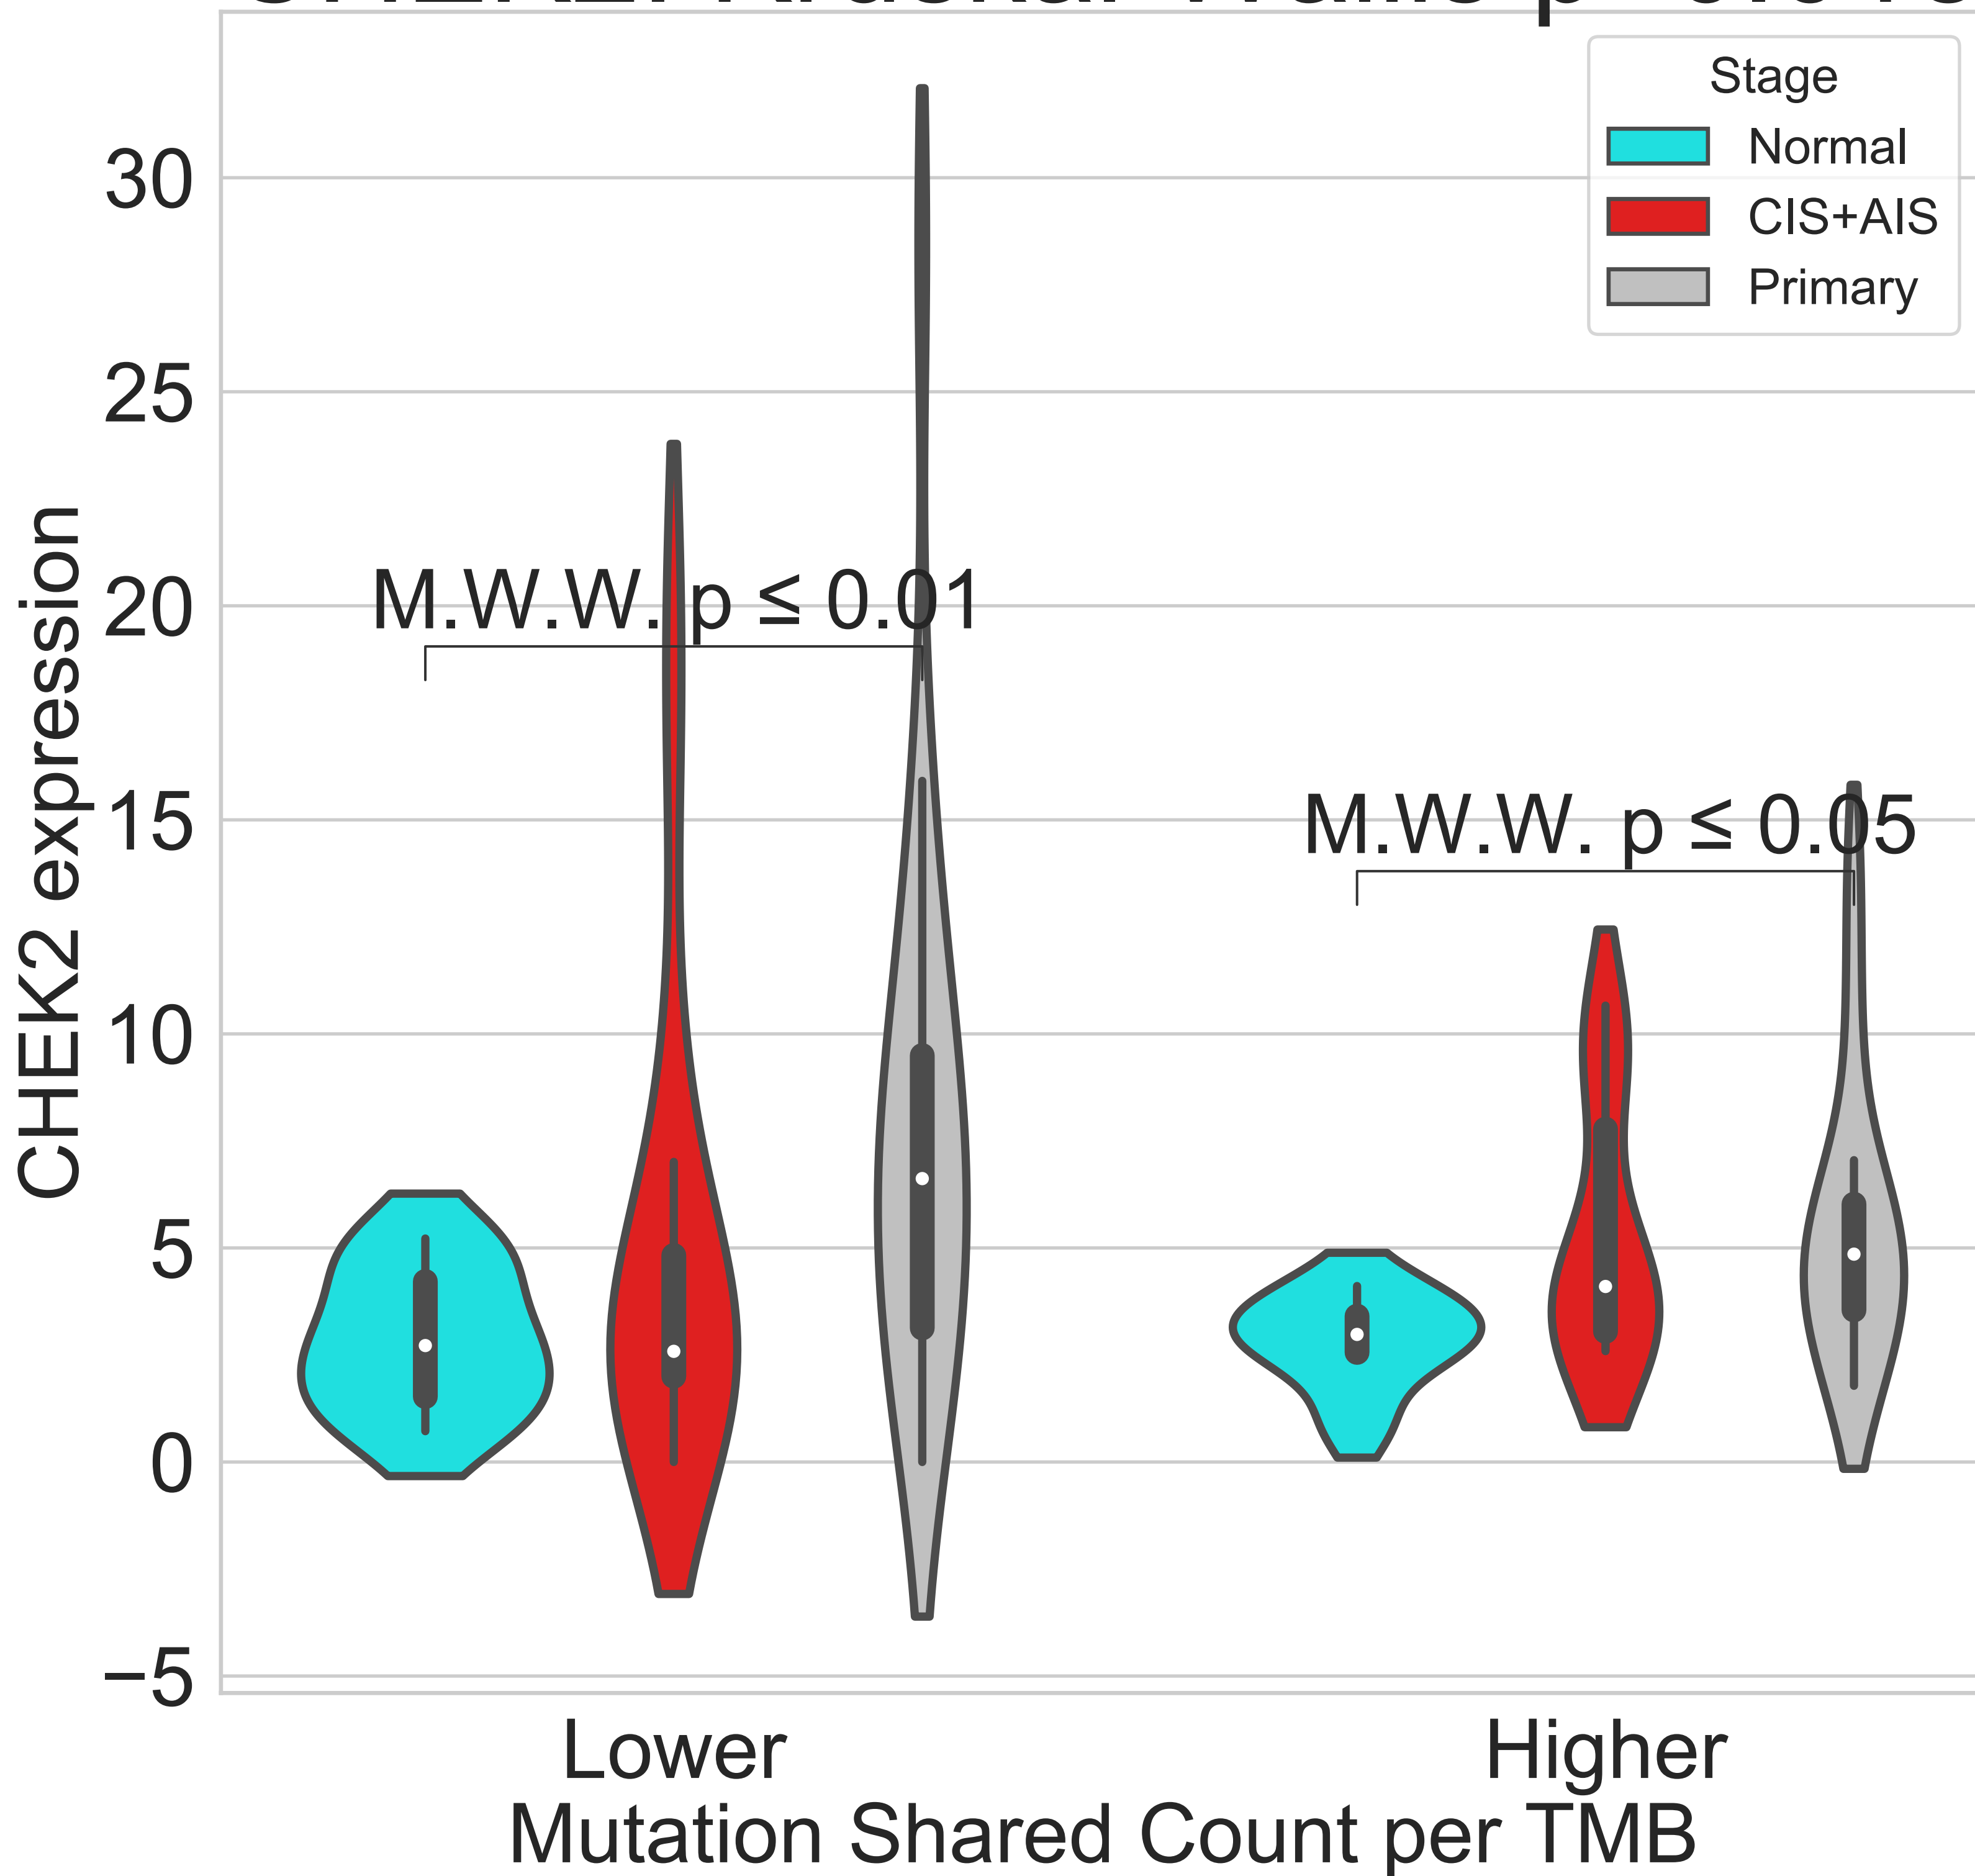 Stage
Normal
CIS+AIS
Primary
CHEK2 expression
30
25
20
15
10
5
0
−5
M.W.W. p ≤ 0.01
M.W.W. p ≤ 0.05
Lower
Higher
Mutation Shared Count per TMB